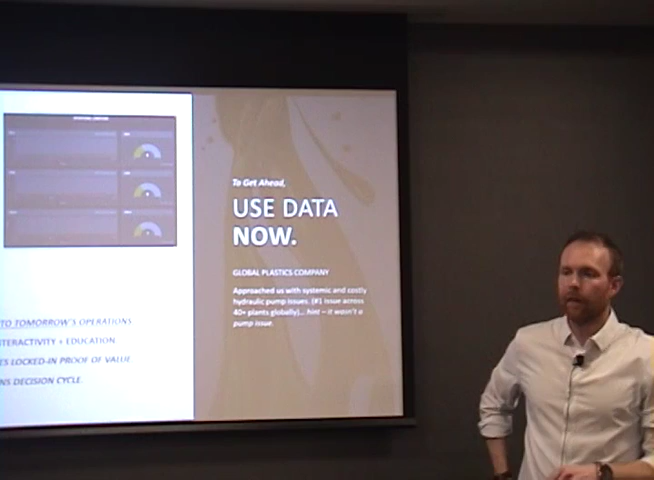 TO TOMORROW'S OPERATIONS
TERACTIVITY + EDUCATION
ES LOCKED-IN PROOF OF VALUE
NS DECISION CYCLE.
To Get Ahead,
USE DATA
NOW.
GLOBAL PLASTICS COMPANY
Approached us with systemic and costly
hydraulic pump issues. (#1 issue across
40+ plants globally)... hint – it wasn't a
pump issue.